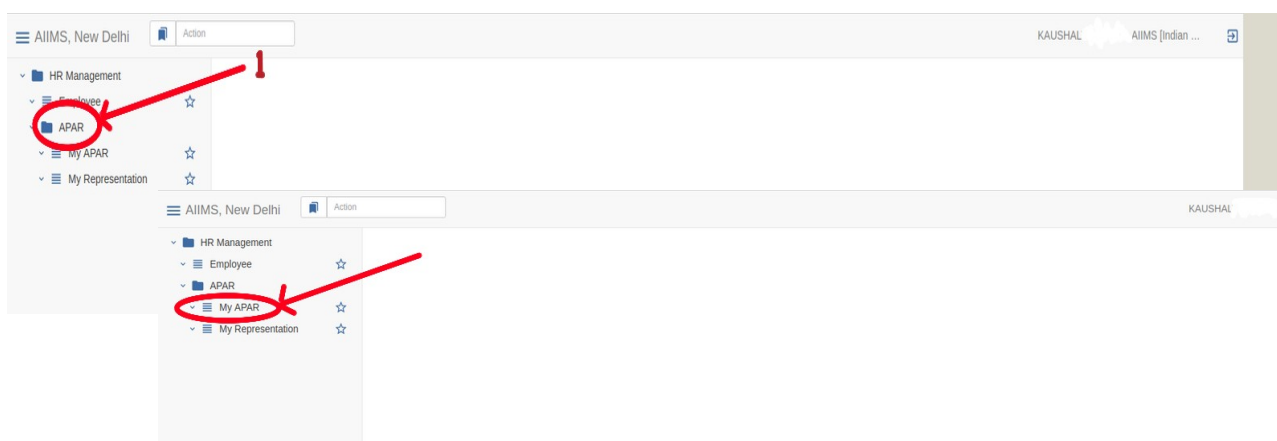 AIIMS, New Delhi Action KAUSHAL AIIMS [Indian ...
1
HR Management
Employee
APAR
My APAR
My Representation
AIIMS, New Delhi Action KAUSHAL
HR Management
Employee
APAR
My APAR
My Representation